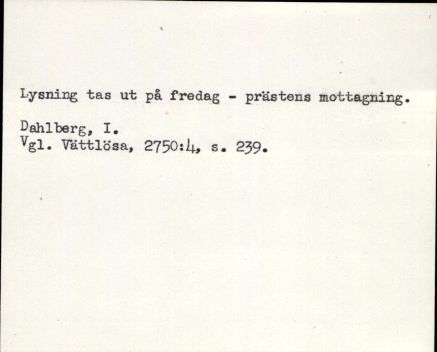 Lysning tas ut på fredag - prästens mottagning.
Dahlberg, I.
Vgl. Vättlösa, 2750:4, s. 239.